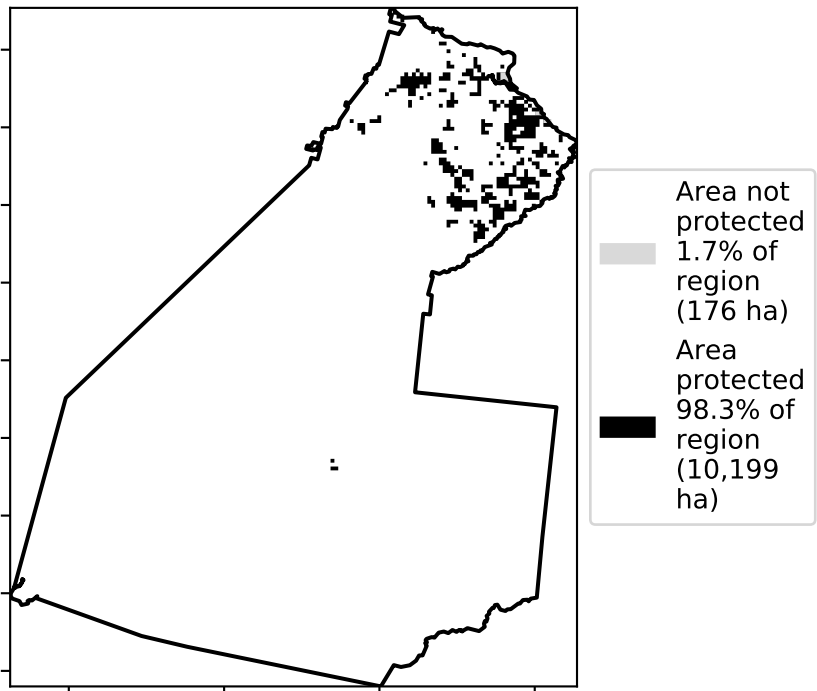 Area not
protected
1.7% of
region
(176 ha)
Area
protected
98.3% of
region
(10,199
ha)